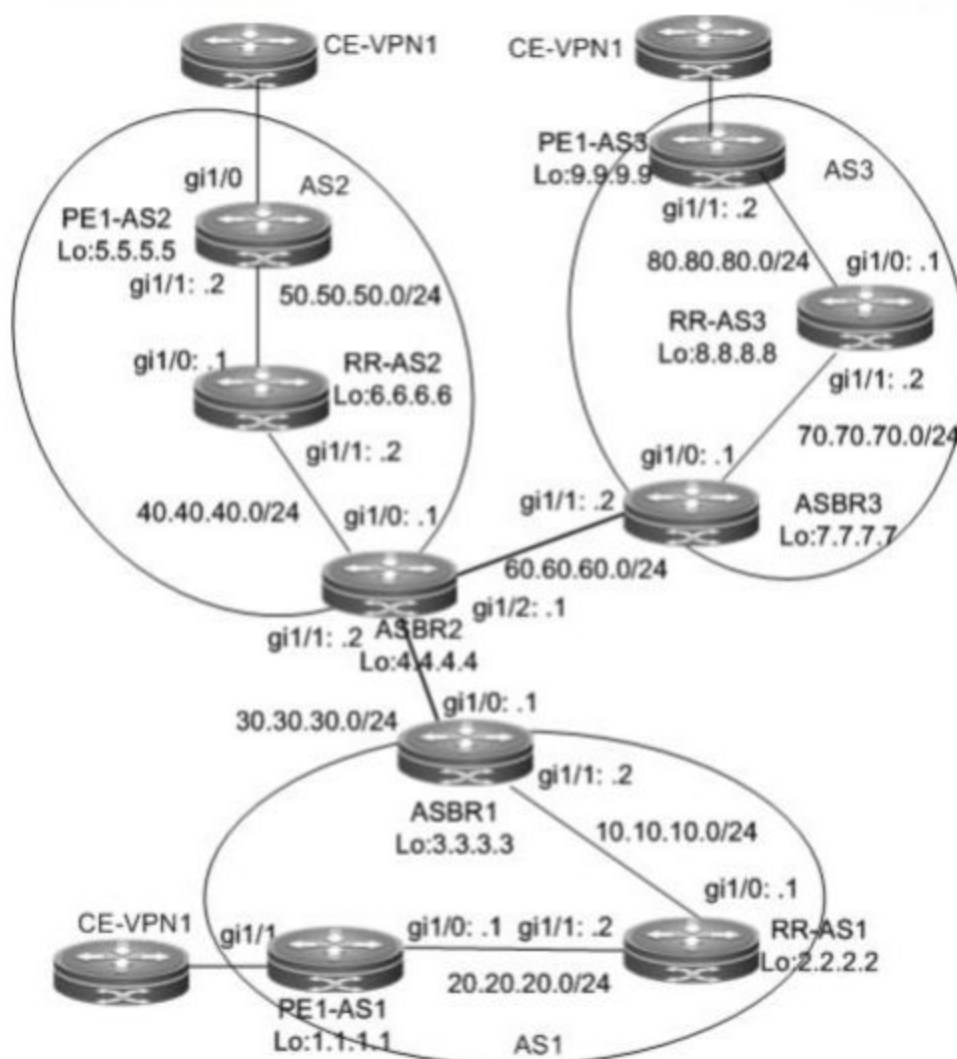 CE-VPN1
CE-VPN1
PE1-AS3
Lo:9.9.9.9
AS3
gi1/0
AS2
PE1-AS2
Lo:5.5.5.5
gi1/1: .2
gi1/1: .2
50.50.50.0/24
80.80.80.0/24
gi1/0: .1
gi1/0: .1
RR-AS2
Lo:6.6.6.6
RR-AS3
Lo:8.8.8.8
gi1/1: .2
gi1/1: .2
70.70.70.0/24
40.40.40.0/24
gi1/0: .1
gi1/1: .2
gi1/0: .1
ASBR3
Lo:7.7.7.7
60.60.60.0/24
gi1/2: .1
gi1/1: .2
ASBR2
Lo:4.4.4.4
30.30.30.0/24
gi1/0: .1
gi1/1: .2
ASBR1
Lo:3.3.3.3
10.10.10.0/24
gi1/0: .1
CE-VPN1
gi1/1
gi1/0: .1
gi1/1: .2
RR-AS1
Lo:2.2.2.2
20.20.20.0/24
PE1-AS1
Lo:1.1.1.1
AS1